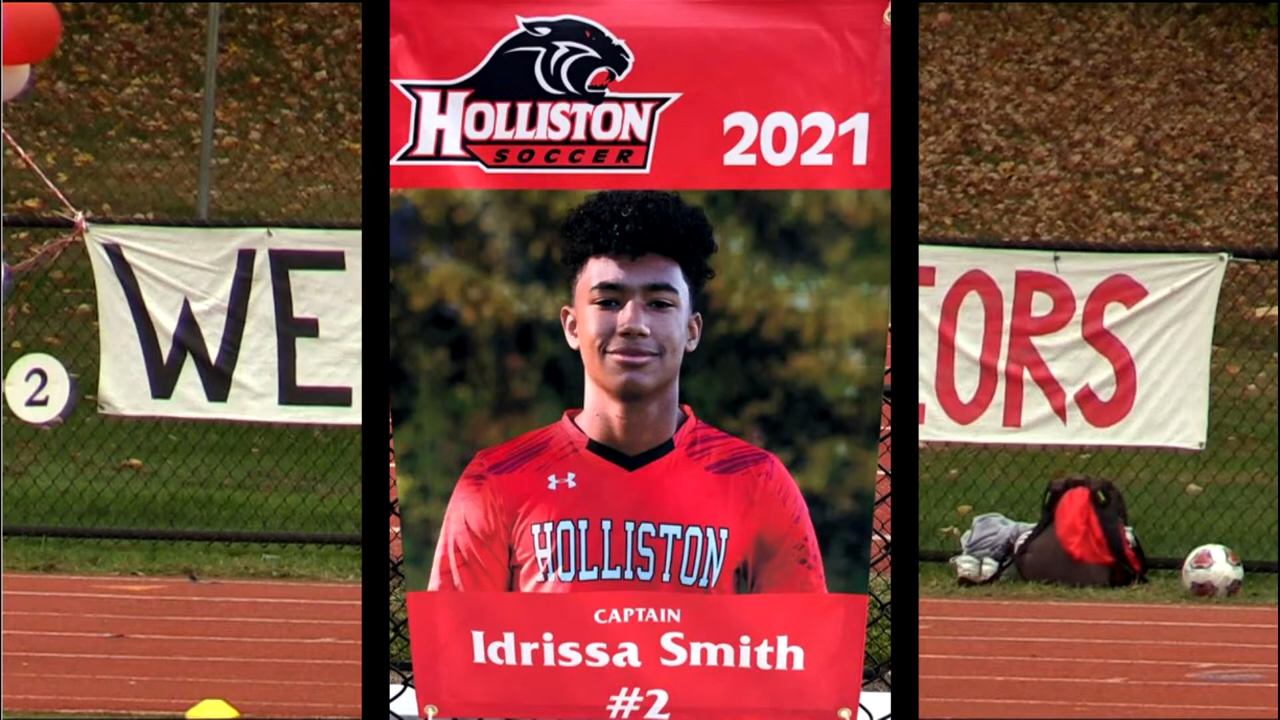 HOLLISTON
SOCCER
2021
2
WE
ORS
HOLLISTON
CAPTAIN
Idrissa Smith
#2